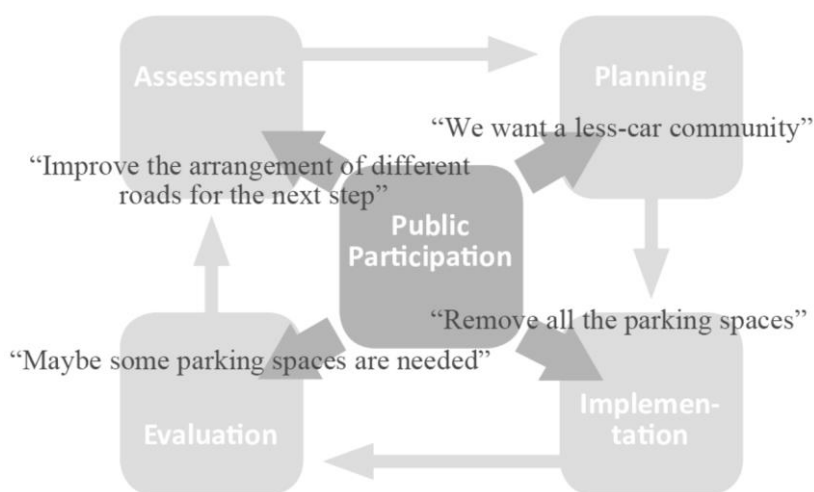 Assessment
Planning
“We want a less-car community”
“Improve the arrangement of different
roads for the next step”
Public
Participation
“Remove all the parking spaces”
“Maybe some parking spaces are needed”
Evaluation
Implemen-
tation